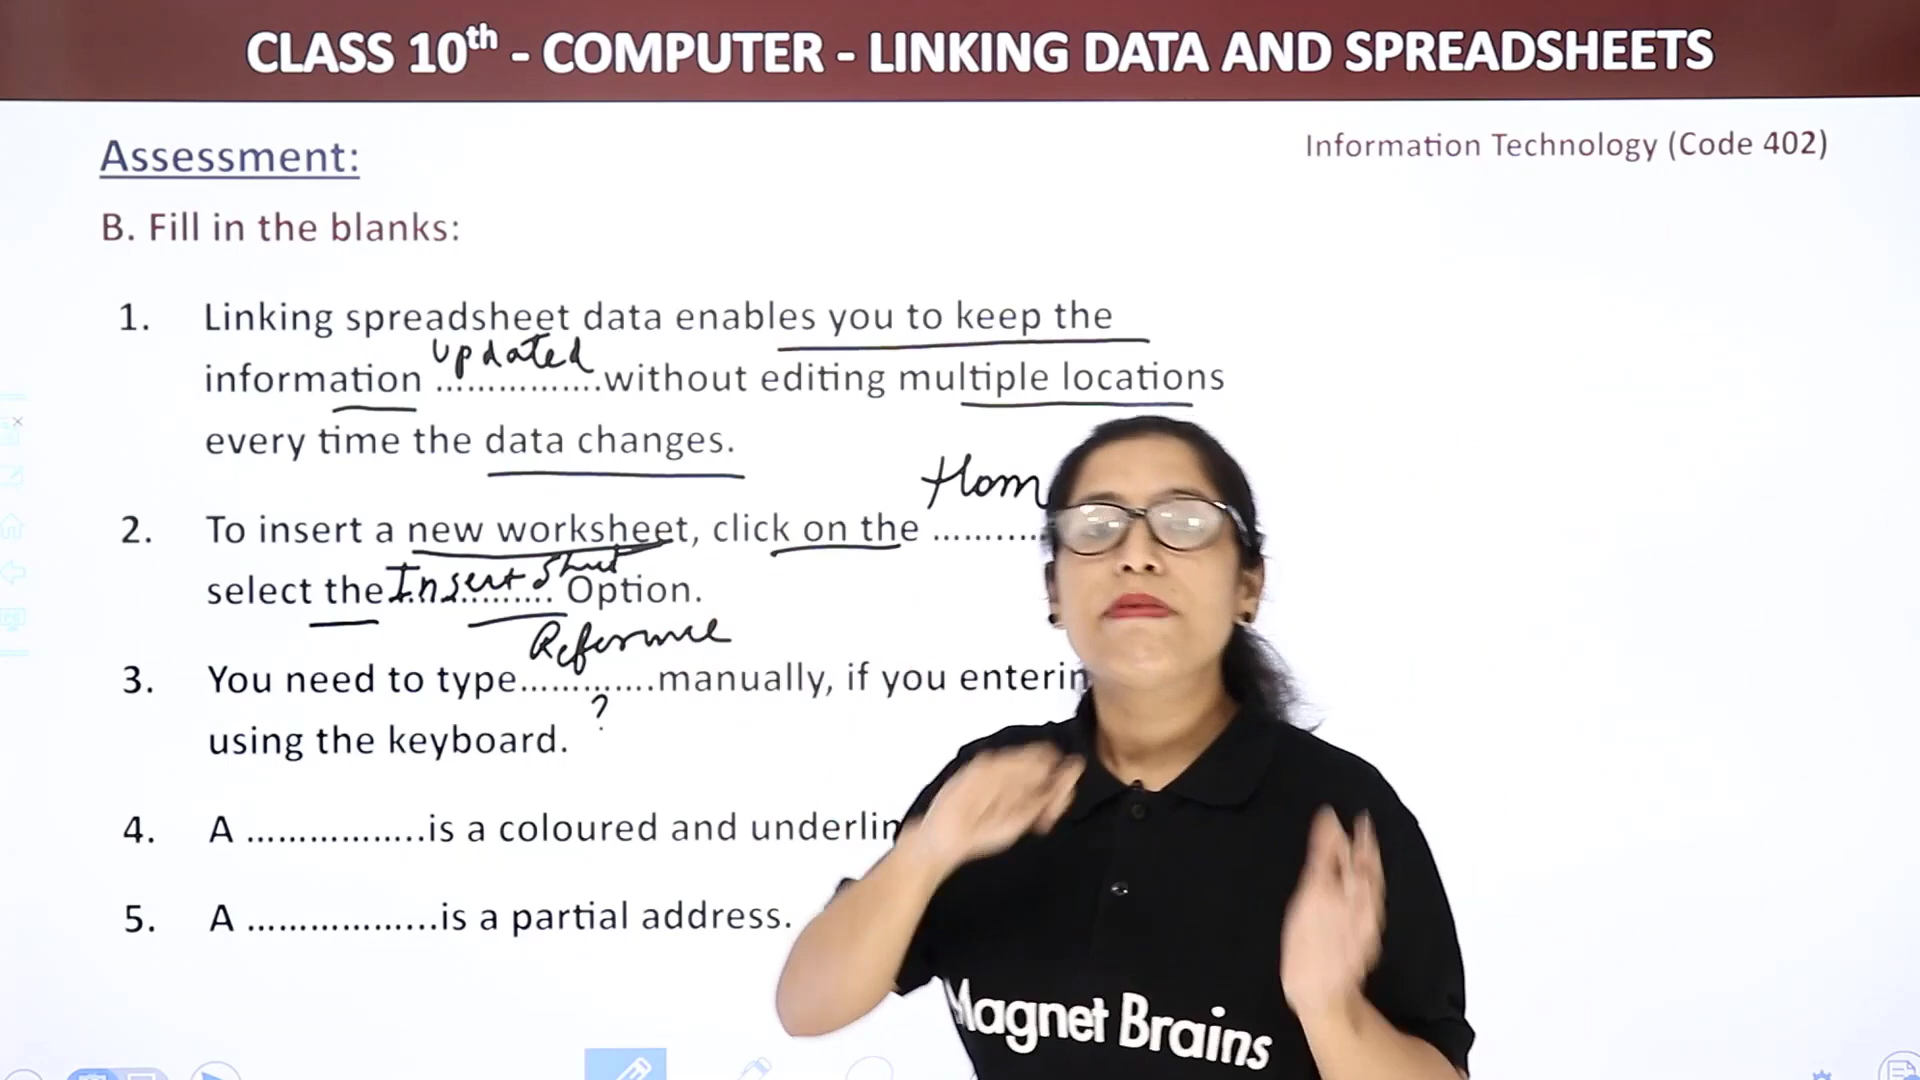 CLASS 10th - COMPUTER - LINKING DATA AND SPREADSHEETS
Assessment:
Information Technology (Code 402)
B. Fill in the blanks:
1. Linking spreadsheet data enables you to keep the
updated
information ................without editing multiple locations
every time the data changes.
Hom
2. To insert a new worksheet, click on the ...........
select the Insert Sheet ......... Option.
Reference
3. You need to type.............manually, if you enterin
?
using the keyboard.
4. A .................is a coloured and underlin
5. A ..................is a partial address.
Magnet Brains